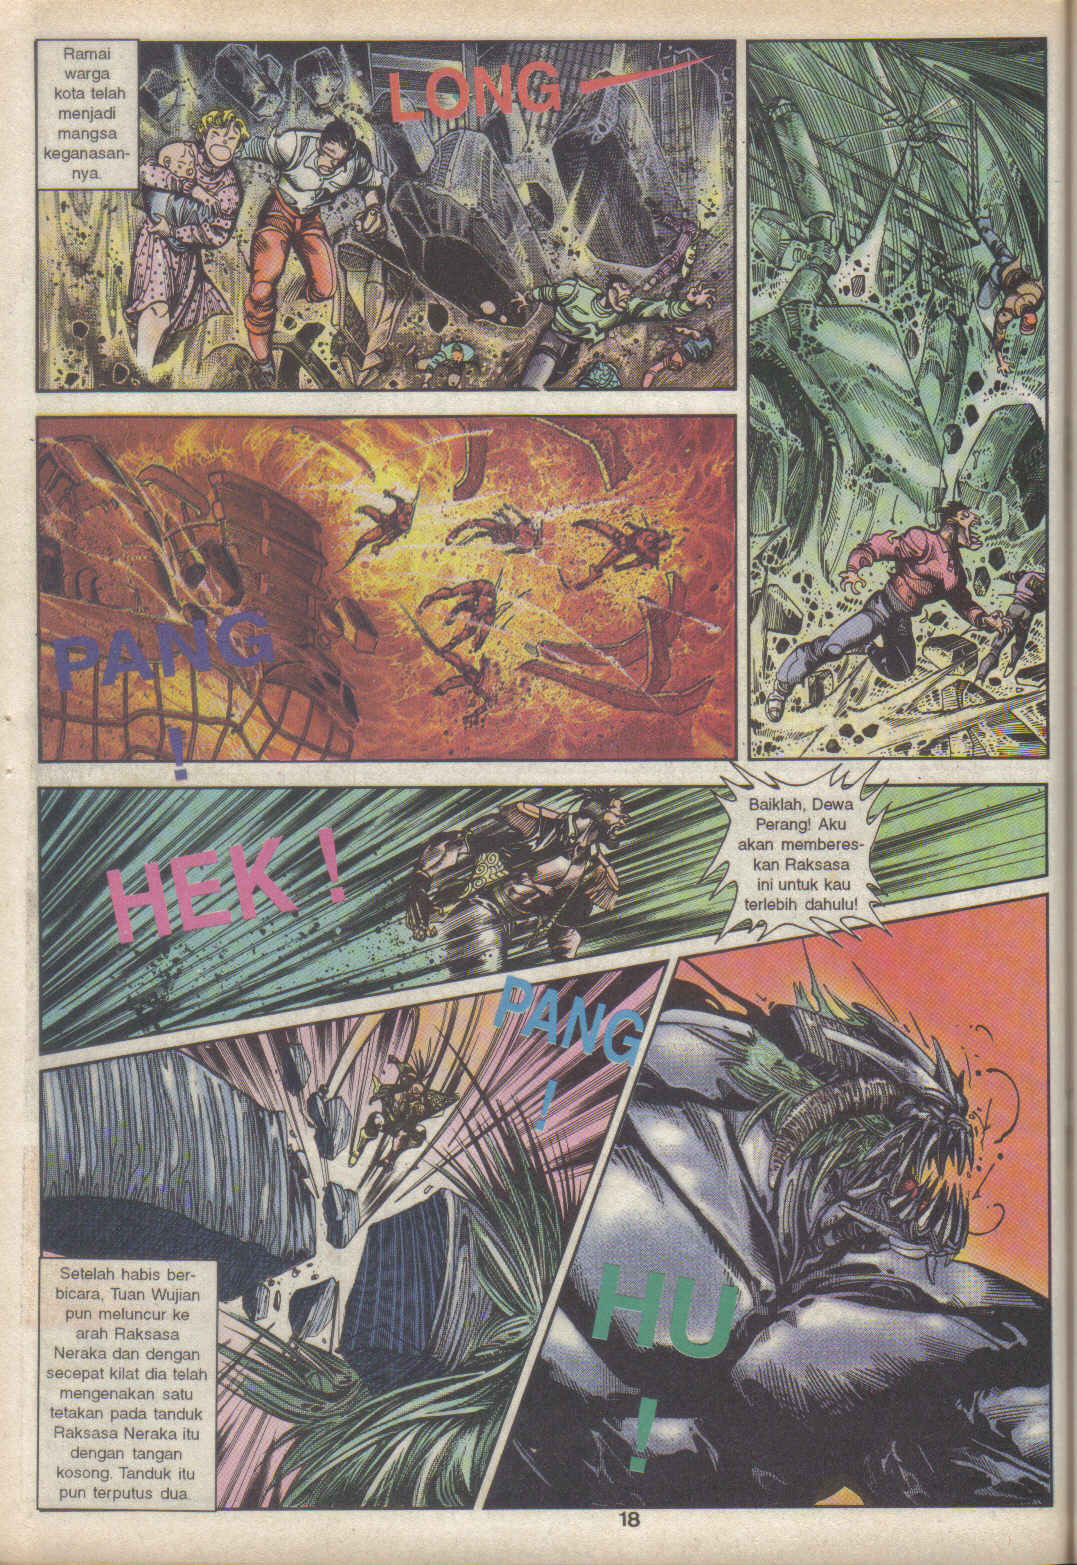 Ramai
warga
kota telah
menjadi
mangsa
keganasan-
nya.
LONG
PANG
!
HEK!
Baiklah, Dewa
Perang! Aku
akan memberes-
kan Raksasa
ini untuk kau
terlebih dahulu!
PANG
!
Setelah habis ber-
bicara, Tuan Wujian
pun meluncur ke
arah Raksasa
Neraka dan dengan
secepat kilat dia telah
mengenakan satu
tetakan pada tanduk
Raksasa Neraka itu
dengan tangan
kosong. Tanduk itu
pun terputus dua.
HU
!
18